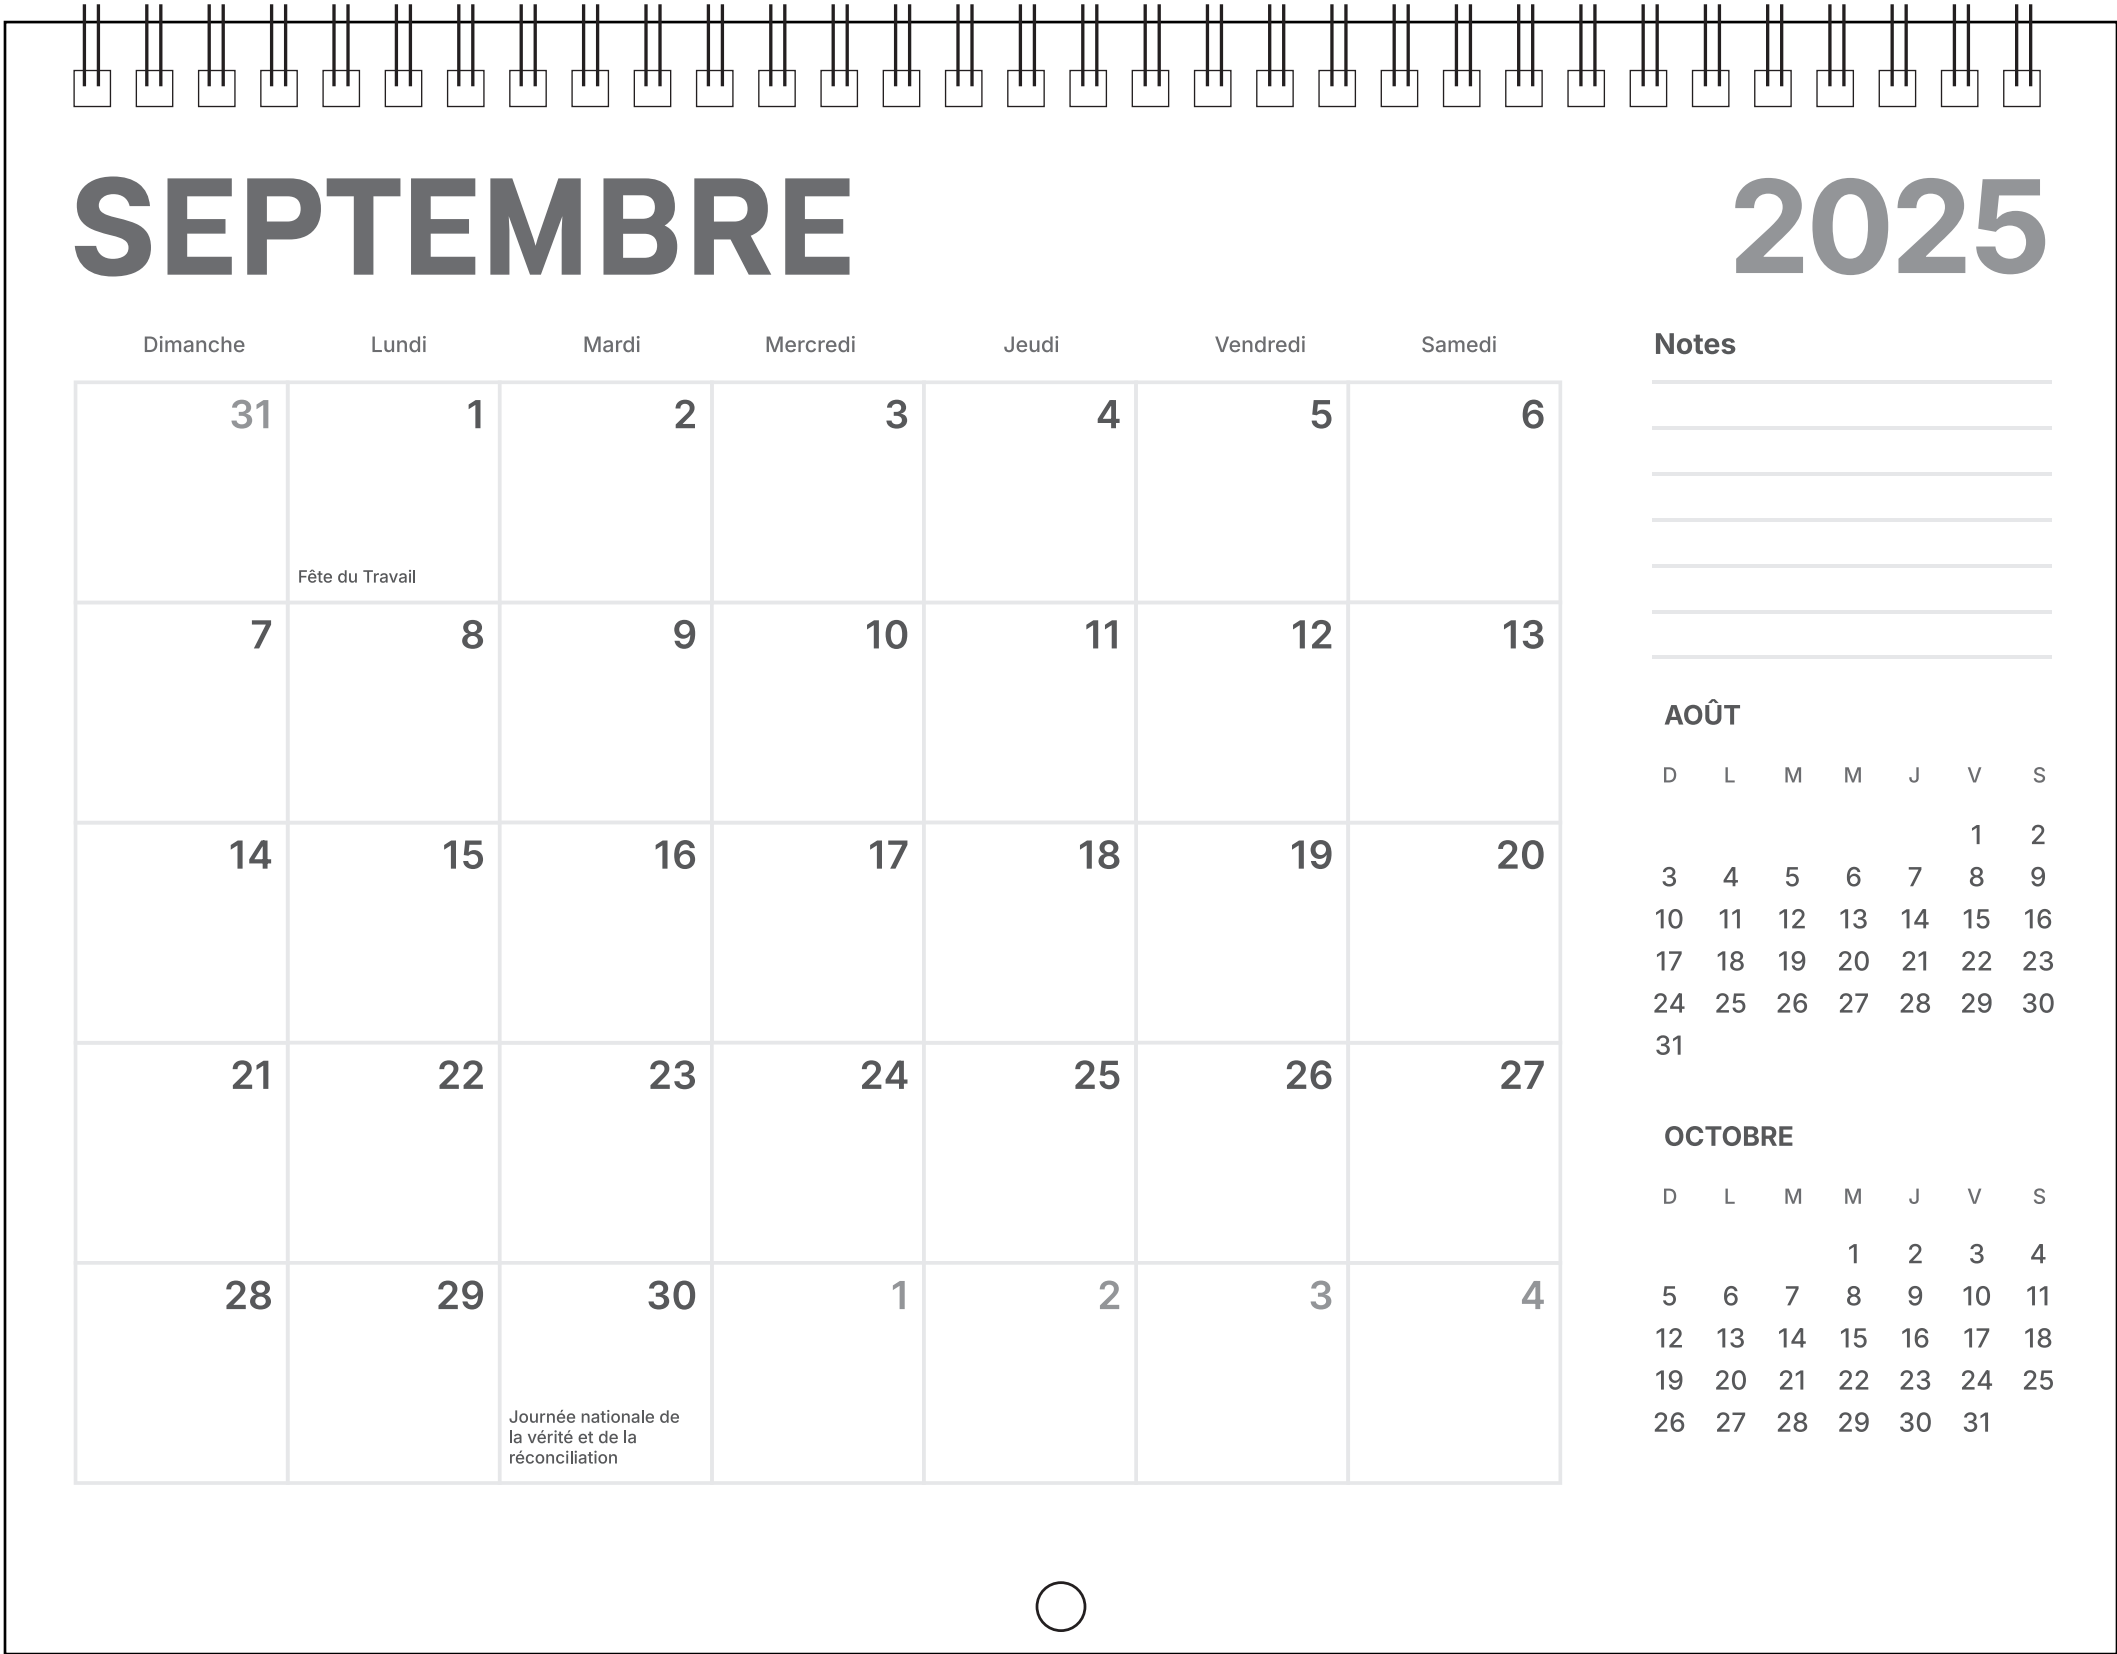 SEPTEMBRE 2025
Dimanche Lundi Mardi Mercredi Jeudi Vendredi Samedi
31 1 2 3 4 5 6
Fête du Travail
7 8 9 10 11 12 13
14 15 16 17 18 19 20
21 22 23 24 25 26 27
28 29 30 1 2 3 4
Journée nationale de
la vérité et de la
réconciliation
Notes
AOÛT
D L M M J V S
1 2
3 4 5 6 7 8 9
10 11 12 13 14 15 16
17 18 19 20 21 22 23
24 25 26 27 28 29 30
31
OCTOBRE
D L M M J V S
1 2 3 4
5 6 7 8 9 10 11
12 13 14 15 16 17 18
19 20 21 22 23 24 25
26 27 28 29 30 31